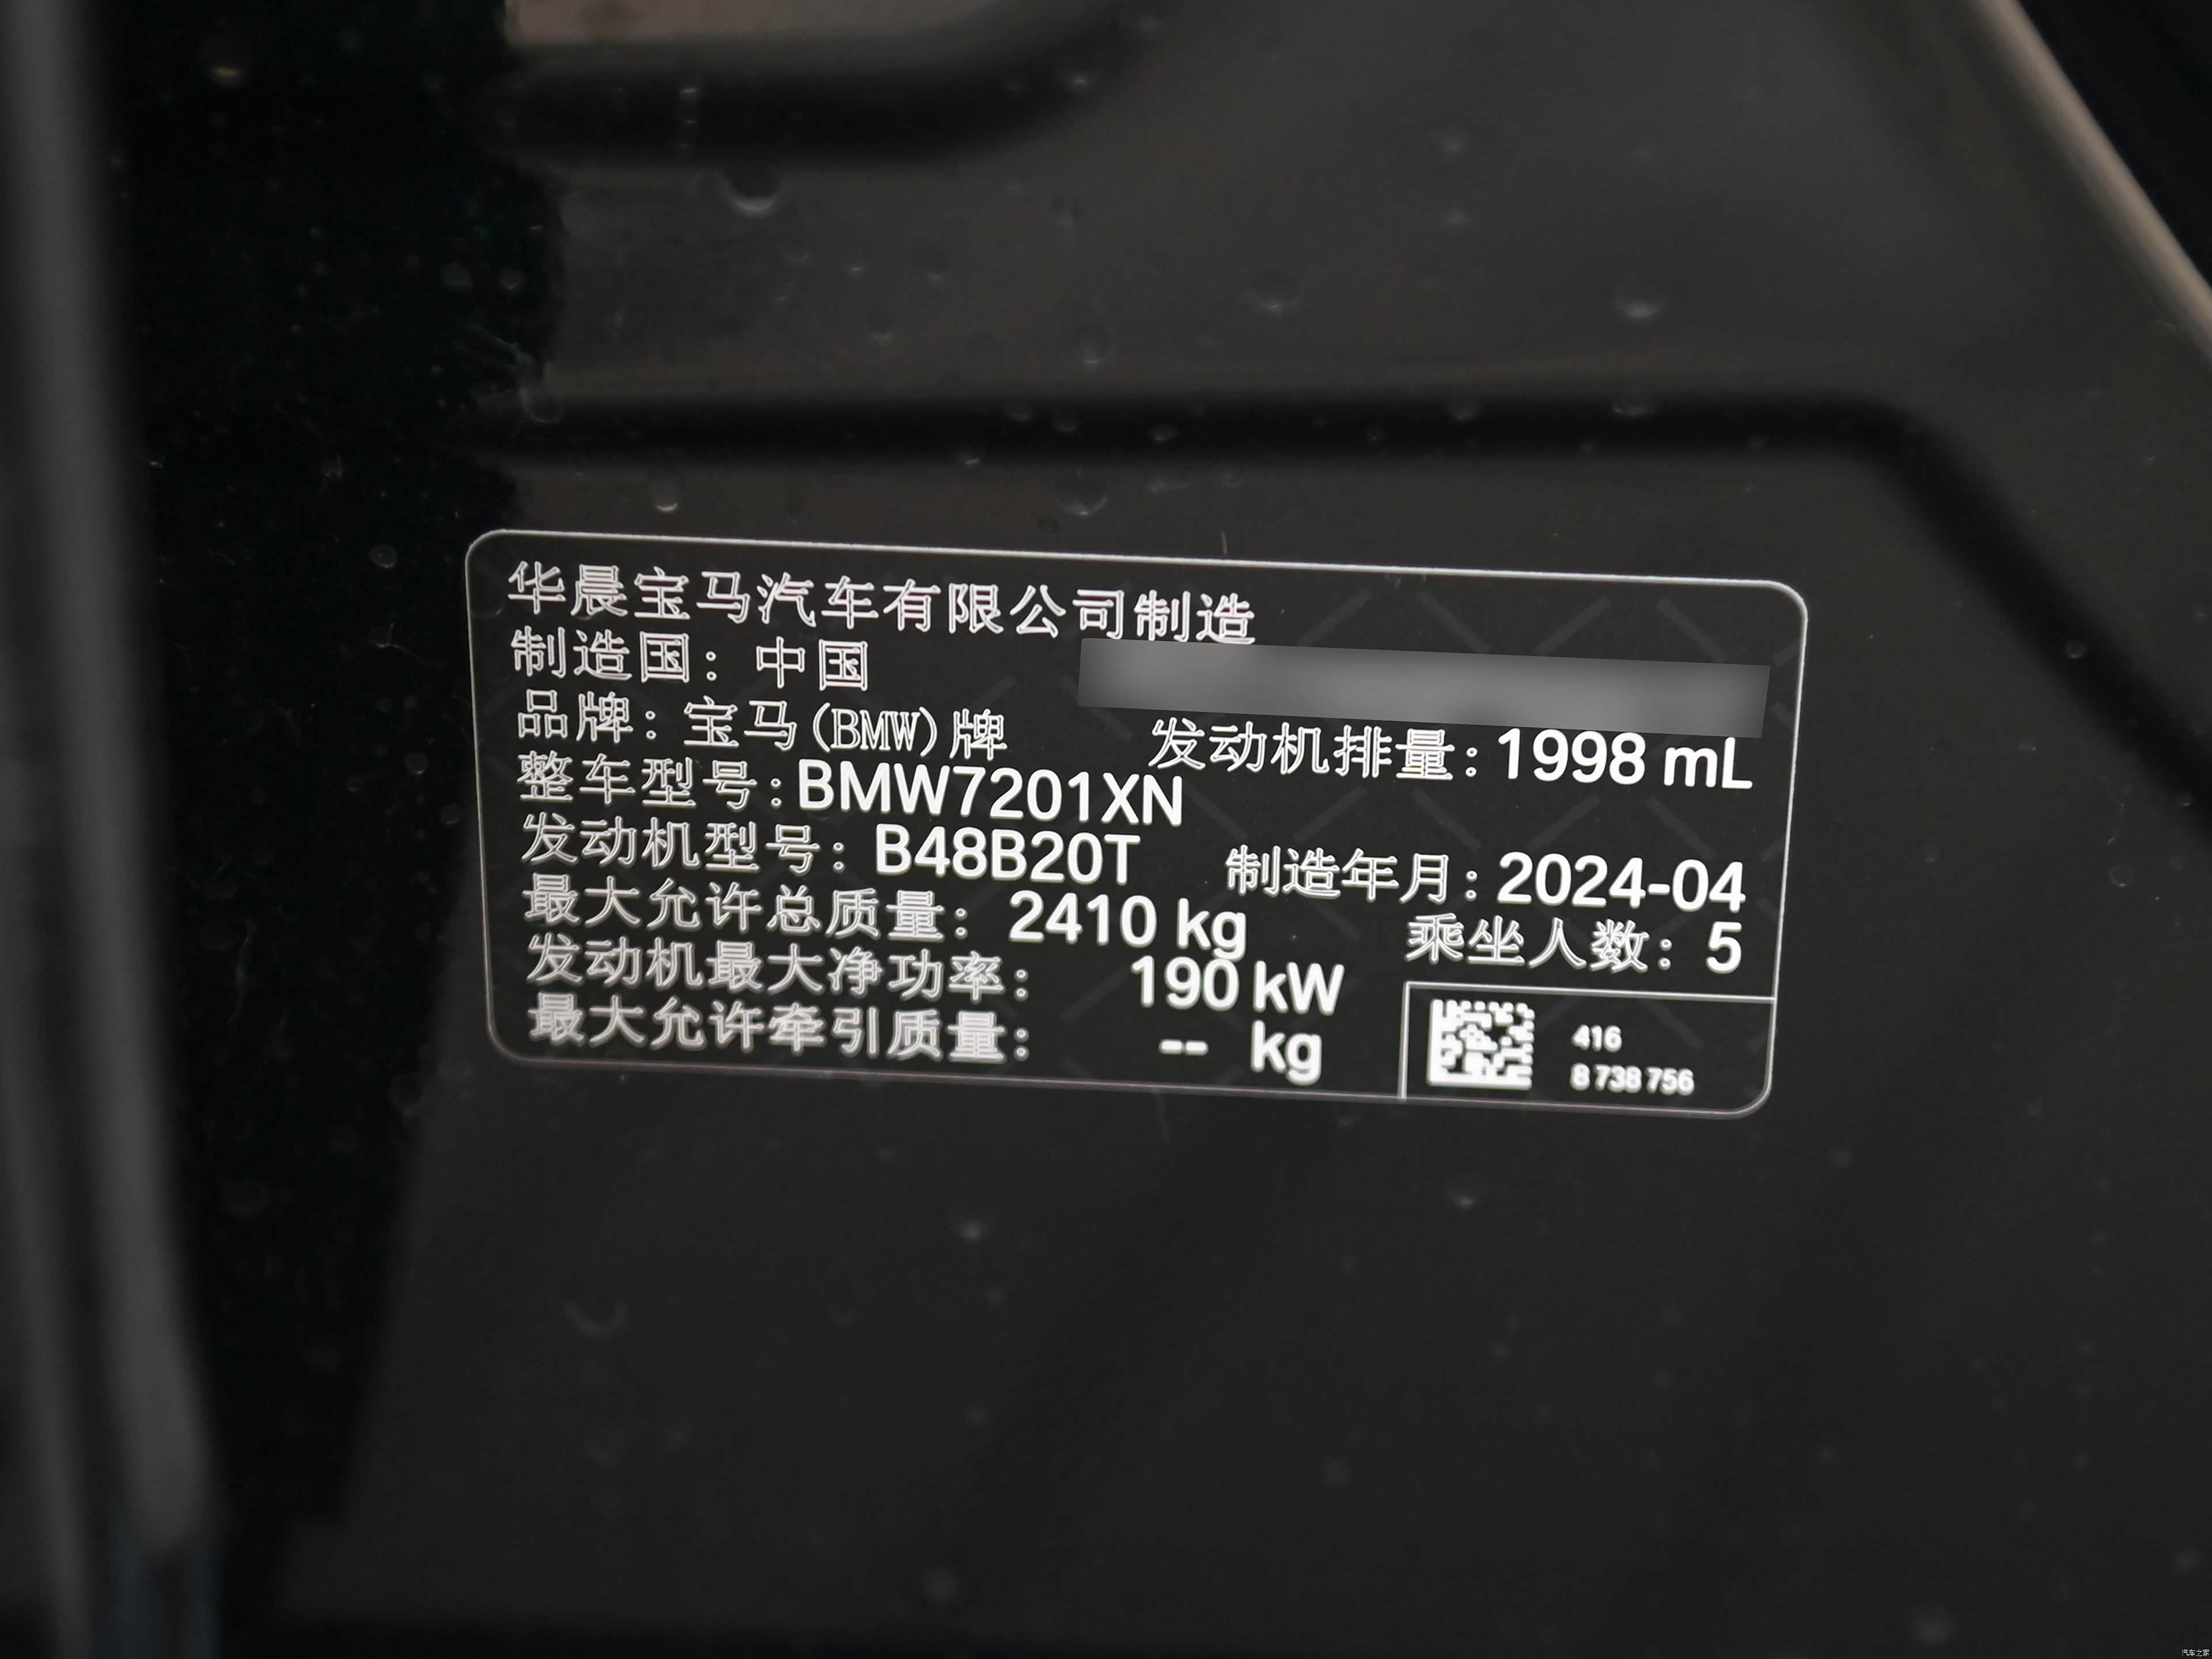 华晨宝马汽车有限公司制造
制造国：中国
品牌：宝马(BMW)牌 发动机排量：1998 mL
整车型号：BMW7201XN
发动机型号：B48B20T 制造年月：2024-04
最大允许总质量：2410 kg 乘坐人数：5
发动机最大净功率：190 kW
最大允许牵引质量：-- kg
416
8 738 756
汽车之家